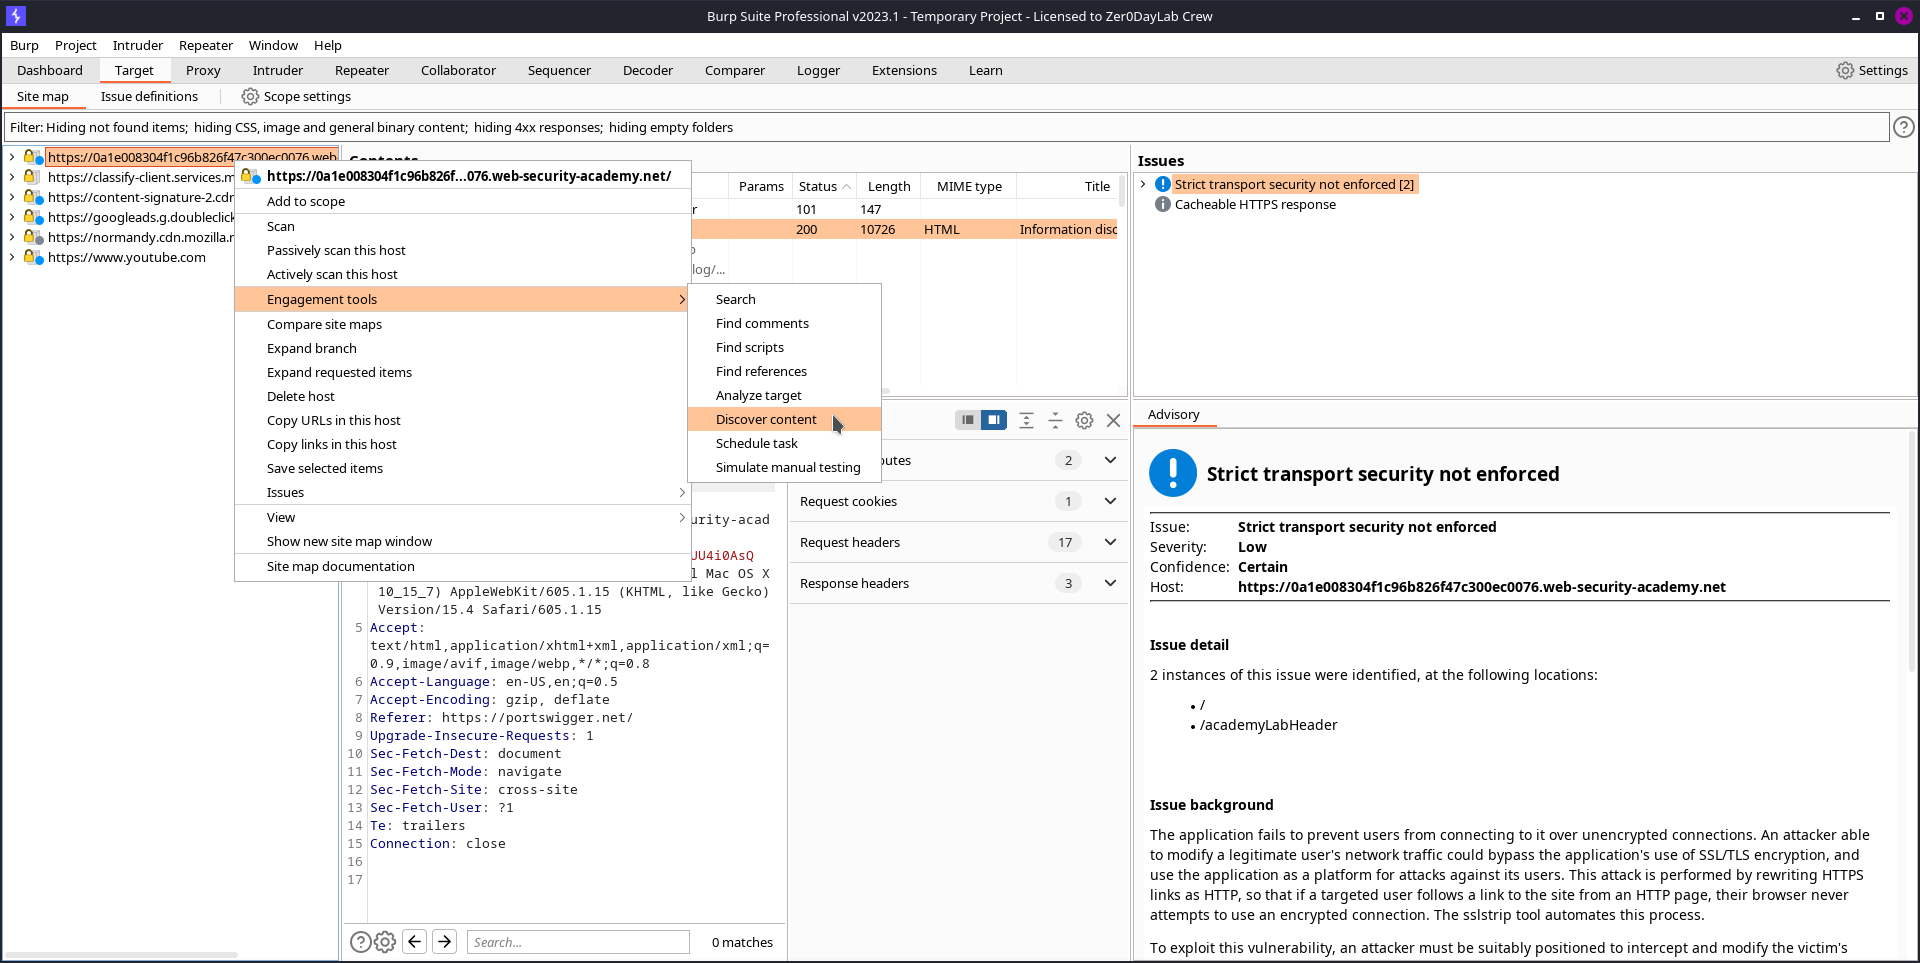 Burp Suite Professional v2023.1 - Temporary Project - Licensed to Zer0DayLab Crew
Burp Project Intruder Repeater Window Help
Dashboard Target Proxy Intruder Repeater Collaborator Sequencer Decoder Comparer Logger Extensions Learn Settings
Site map Issue definitions Scope settings
Filter: Hiding not found items; hiding CSS, image and general binary content; hiding 4xx responses; hiding empty folders
https://0a1e008304f1c96b826f47c300ec0076.web
https://classify-client.services.m
https://content-signature-2.cdn
https://googleads.g.doubleclick
https://normandy.cdn.mozilla.n
https://www.youtube.com
https://0a1e008304f1c96b826f...076.web-security-academy.net/
Add to scope
Scan
Passively scan this host
Actively scan this host
Engagement tools
Compare site maps
Expand branch
Expand requested items
Delete host
Copy URLs in this host
Copy links in this host
Save selected items
Issues
View
Show new site map window
Site map documentation
Search
Find comments
Find scripts
Find references
Analyze target
Discover content
Schedule task
Simulate manual testing
Contents
Params Status Length MIME type Title
r 101 147
200 10726 HTML Information disc
log/...
butes 2
Request cookies 1
Request headers 17
Response headers 3
urity-acad
UU4i0AsQ
l Mac OS X
10_15_7) AppleWebKit/605.1.15 (KHTML, like Gecko)
Version/15.4 Safari/605.1.15
5 Accept:
text/html,application/xhtml+xml,application/xml;q=
0.9,image/avif,image/webp,*/*;q=0.8
6 Accept-Language: en-US,en;q=0.5
7 Accept-Encoding: gzip, deflate
8 Referer: https://portswigger.net/
9 Upgrade-Insecure-Requests: 1
10 Sec-Fetch-Dest: document
11 Sec-Fetch-Mode: navigate
12 Sec-Fetch-Site: cross-site
13 Sec-Fetch-User: ?1
14 Te: trailers
15 Connection: close
16
17
Search... 0 matches
Issues
Strict transport security not enforced [2]
Cacheable HTTPS response
Advisory
Strict transport security not enforced
Issue: Strict transport security not enforced
Severity: Low
Confidence: Certain
Host: https://0a1e008304f1c96b826f47c300ec0076.web-security-academy.net
Issue detail
2 instances of this issue were identified, at the following locations:
• /
• /academyLabHeader
Issue background
The application fails to prevent users from connecting to it over unencrypted connections. An attacker able
to modify a legitimate user's network traffic could bypass the application's use of SSL/TLS encryption, and
use the application as a platform for attacks against its users. This attack is performed by rewriting HTTPS
links as HTTP, so that if a targeted user follows a link to the site from an HTTP page, their browser never
attempts to use an encrypted connection. The sslstrip tool automates this process.
To exploit this vulnerability, an attacker must be suitably positioned to intercept and modify the victim's